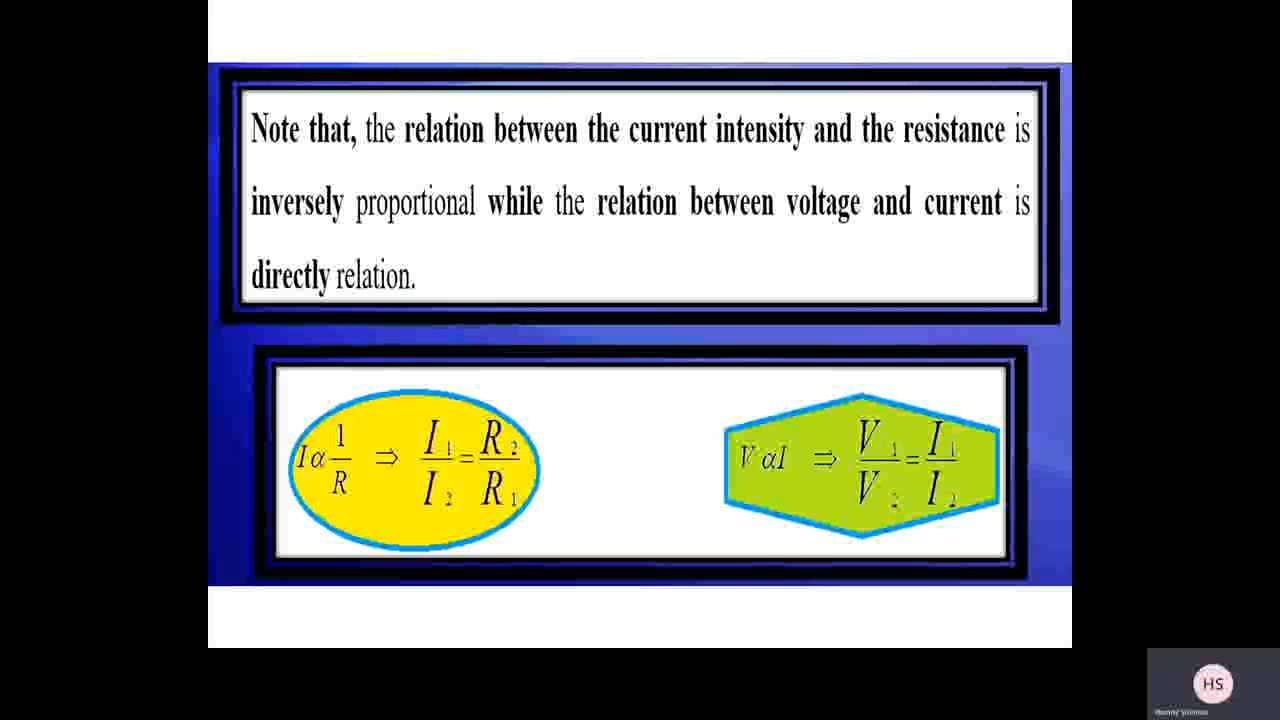 Note that, the relation between the current intensity and the resistance is
inversely proportional while the relation between voltage and current is
directly relation.
I α 1/R ⇒ I₁/I₂ = R₂/R₁
V α I ⇒ V₁/V₂ = I₁/I₂
HS